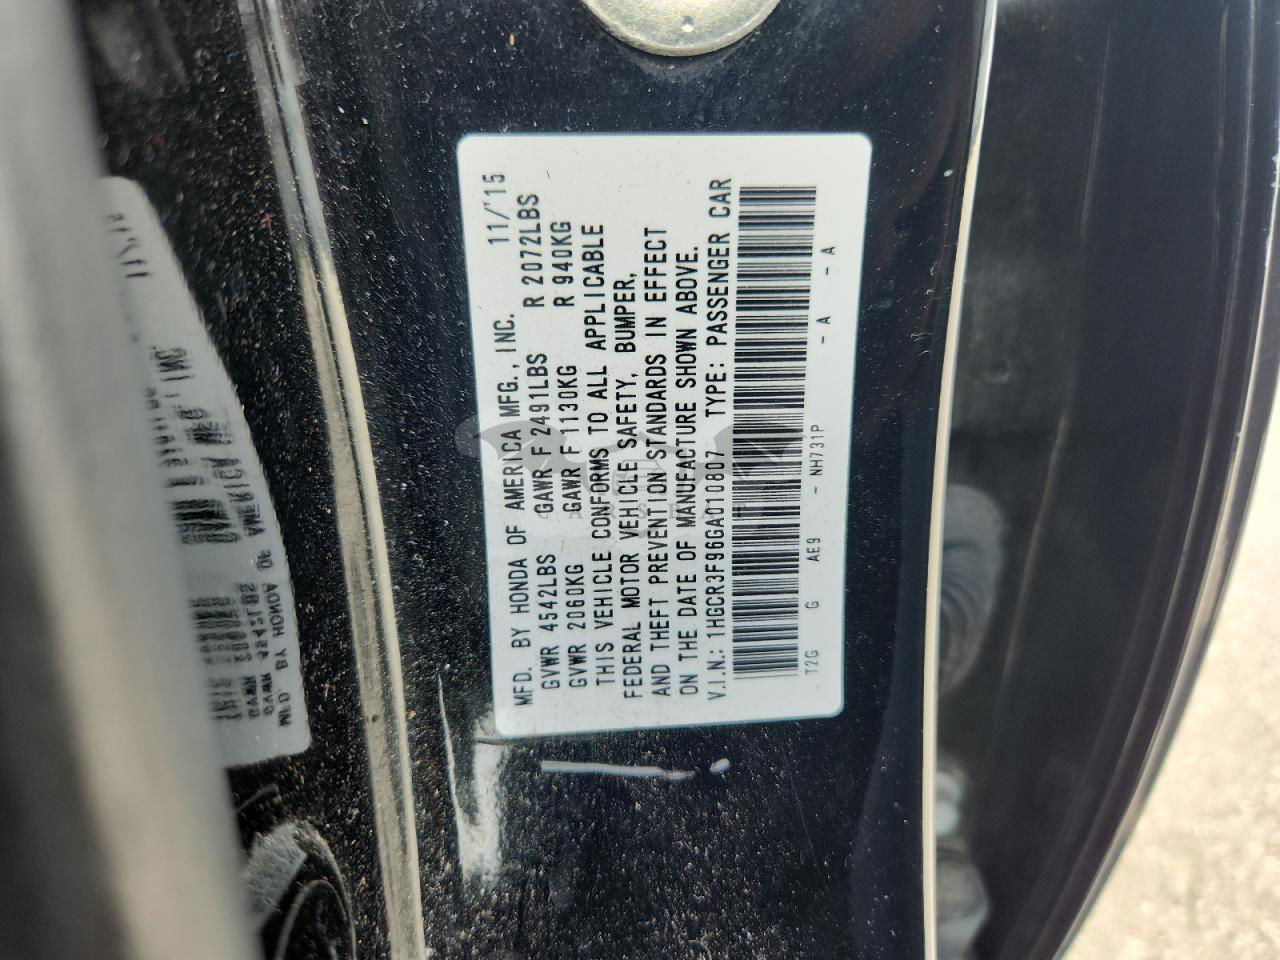 MFD. BY HONDA OF AMERICA MFG., INC. 11/'15
GVWR 4542LBS GAWR F 2491LBS R 2072LBS
GVWR 2060KG GAWR F 1130KG R 940KG
THIS VEHICLE CONFORMS TO ALL APPLICABLE
FEDERAL MOTOR VEHICLE SAFETY, BUMPER,
AND THEFT PREVENTION STANDARDS IN EFFECT
ON THE DATE OF MANUFACTURE SHOWN ABOVE.
V.I.N.: 1HGCR3F96GA010807 TYPE: PASSENGER CAR
T2G G AE9 - NH731P - A - A